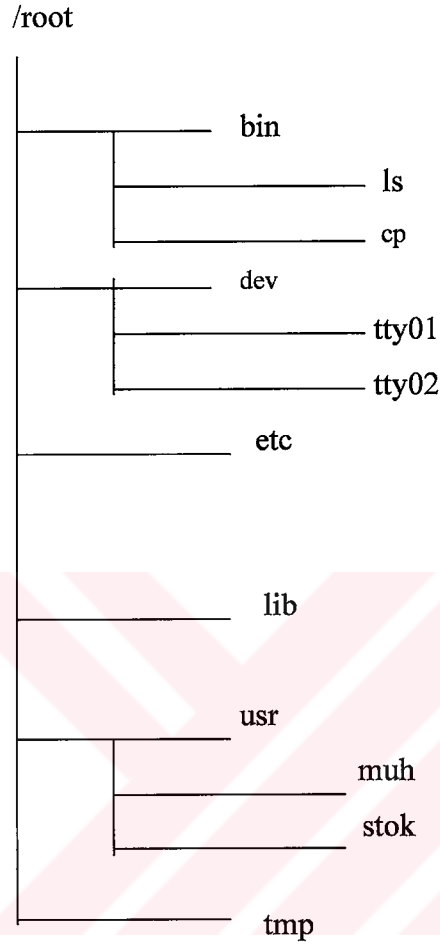 /root
bin
ls
cp
dev
tty01
tty02
etc
lib
usr
muh
stok
tmp